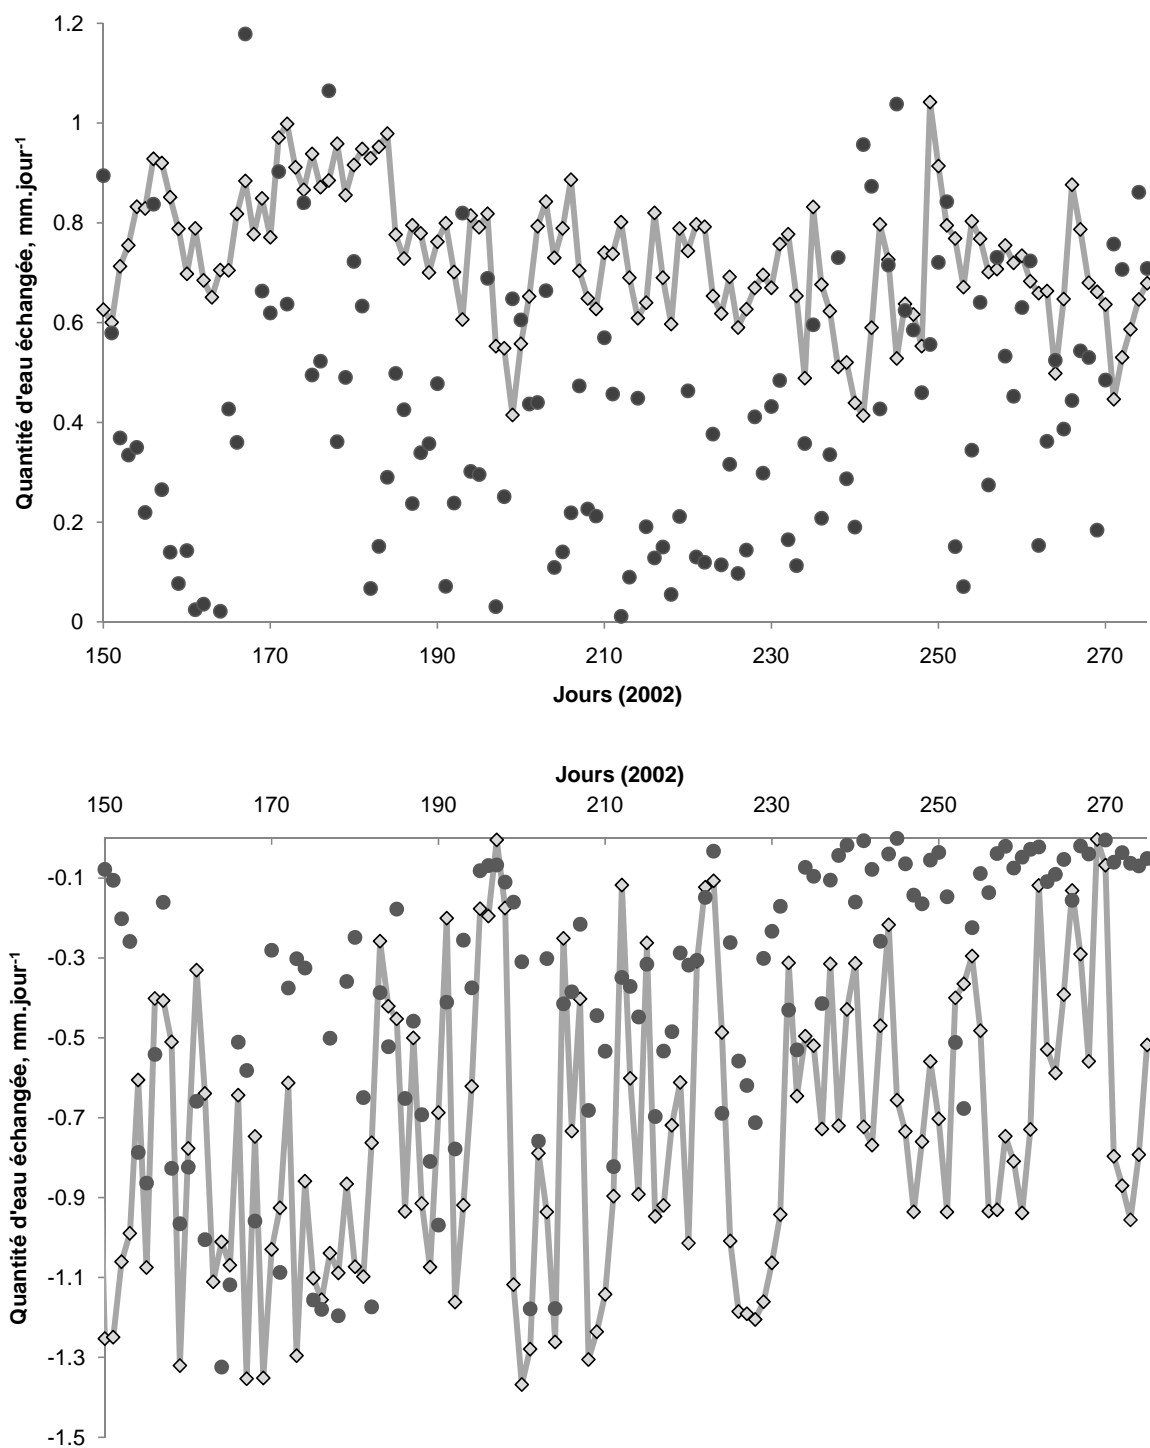 1.2
1
0.8
0.6
0.4
0.2
0
Quantité d'eau échangée, mm.jour-1
150 170 190 210 230 250 270
Jours (2002)
Jours (2002)
150 170 190 210 230 250 270
-0.1
-0.3
-0.5
-0.7
-0.9
-1.1
-1.3
-1.5
Quantité d'eau échangée, mm.jour-1